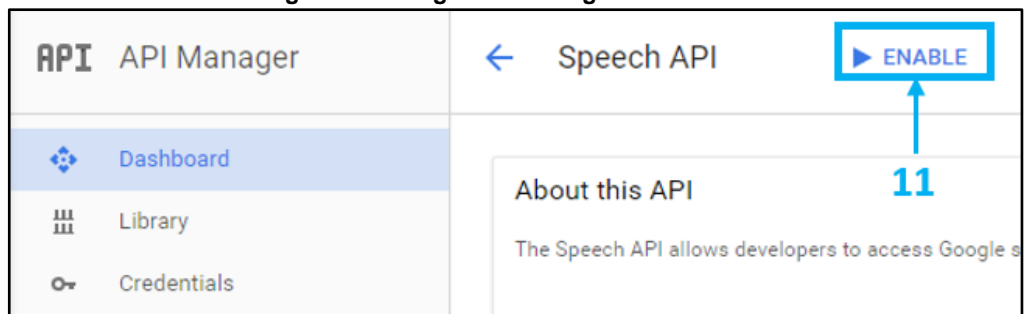 API API Manager
← Speech API ▶ ENABLE
Dashboard
Library
Credentials
11
About this API
The Speech API allows developers to access Google s